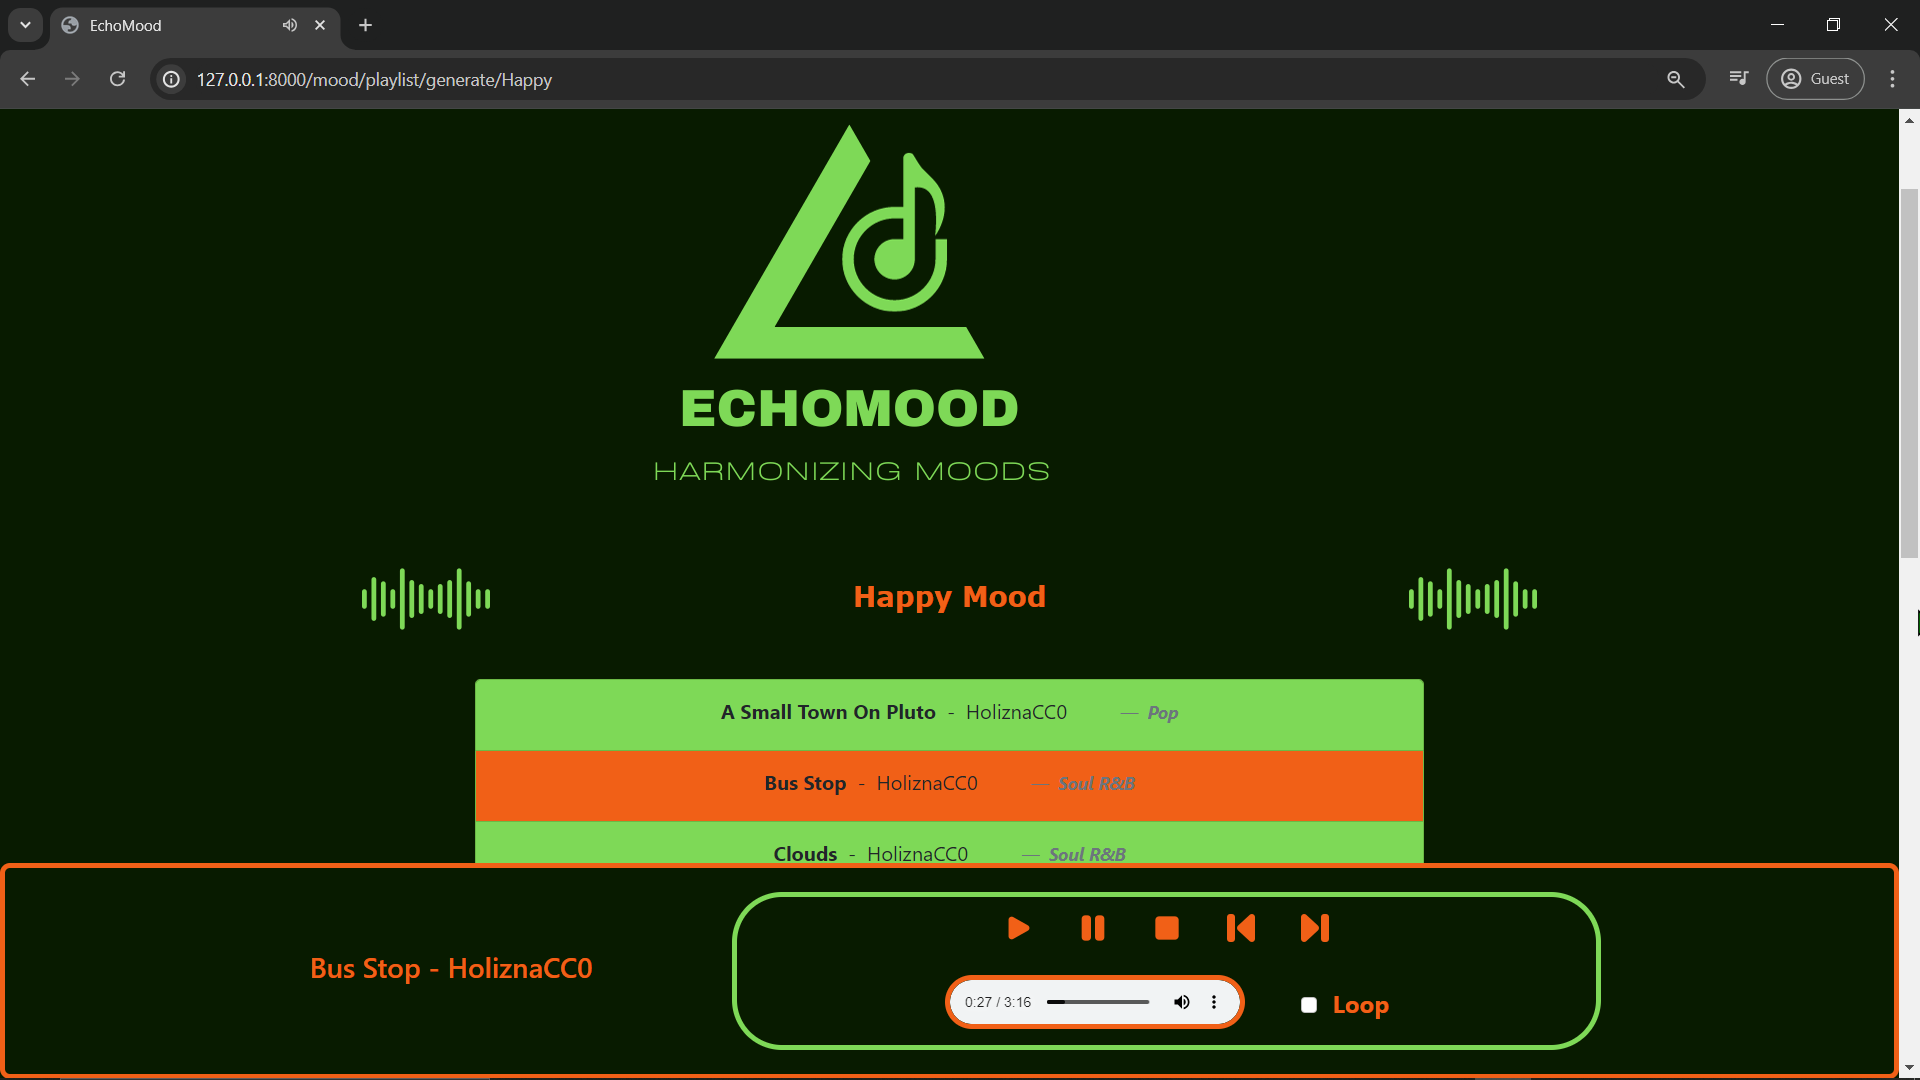 EchoMood
127.0.0.1:8000/mood/playlist/generate/Happy
Guest
ECHOMOOD
HARMONIZING MOODS
Happy Mood
A Small Town On Pluto - HoliznaCC0 — Pop
Bus Stop - HoliznaCC0 — Soul R&B
Clouds - HoliznaCC0 — Soul R&B
Bus Stop - HoliznaCC0
0:27 / 3:16
Loop